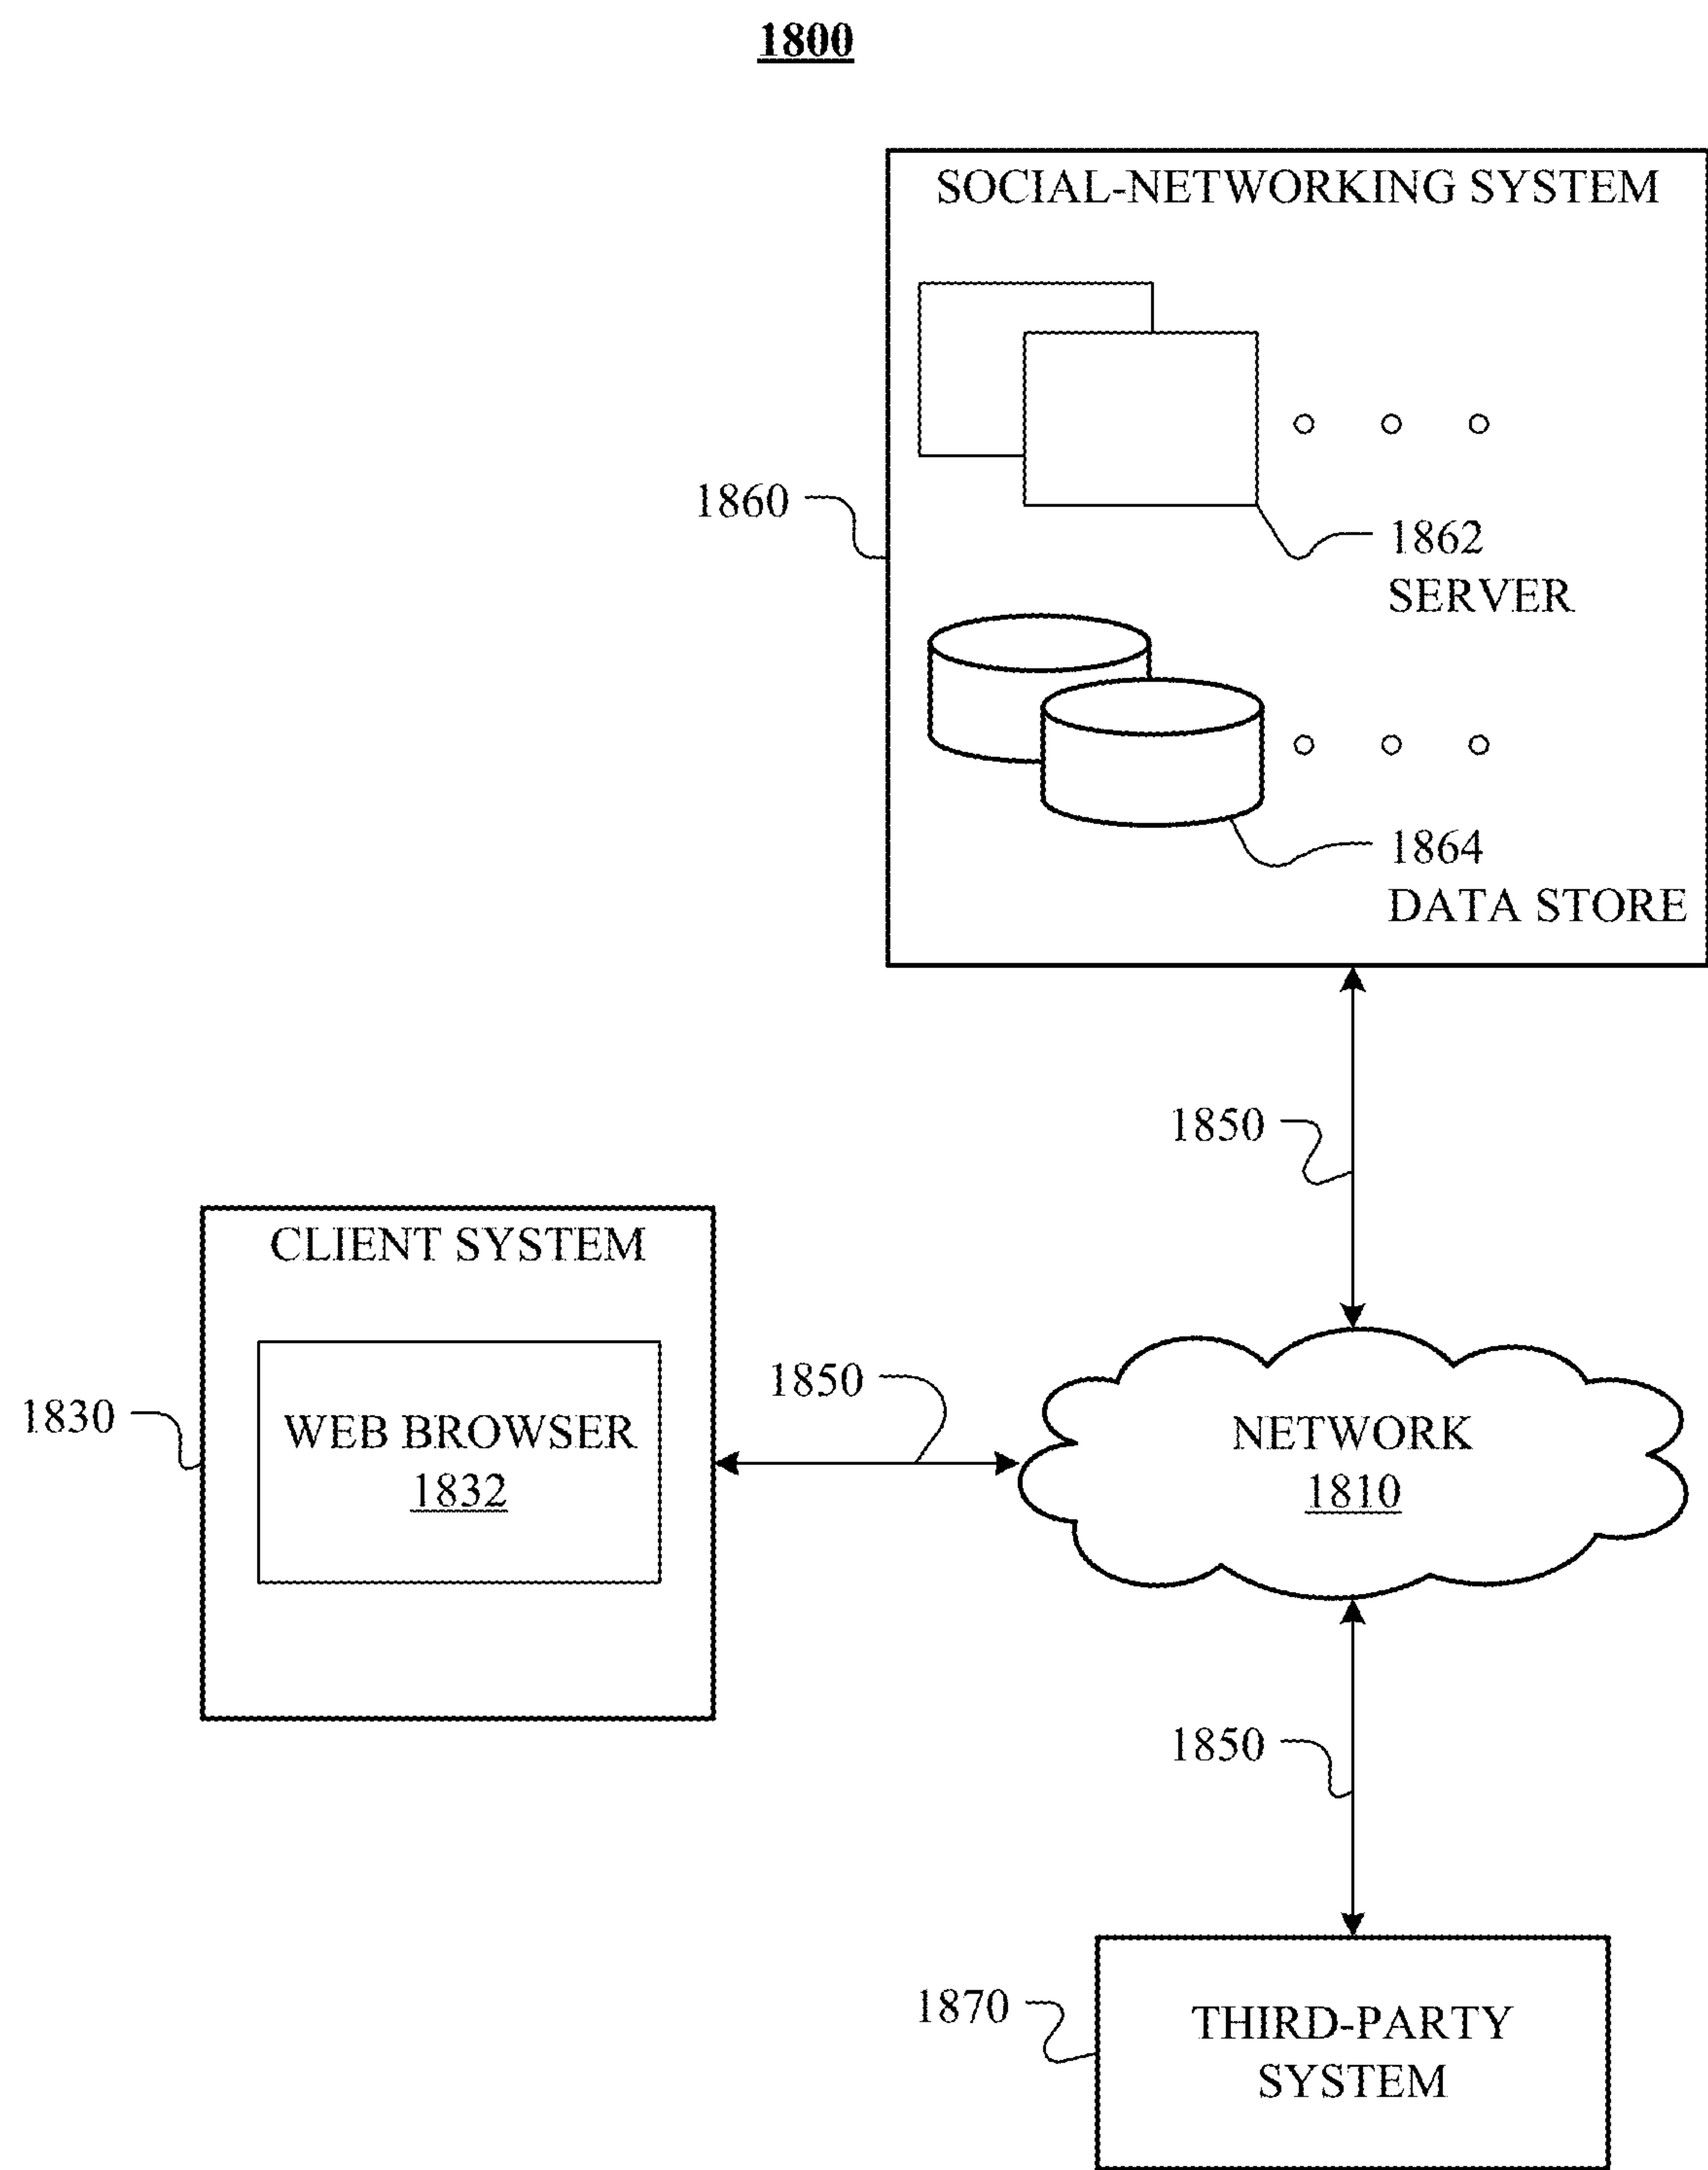 1800
SOCIAL-NETWORKING SYSTEM
1860
1862
SERVER
1864
DATA STORE
1850
CLIENT SYSTEM
1830
WEB BROWSER
1832
1850
NETWORK
1810
1850
1870
THIRD-PARTY
SYSTEM